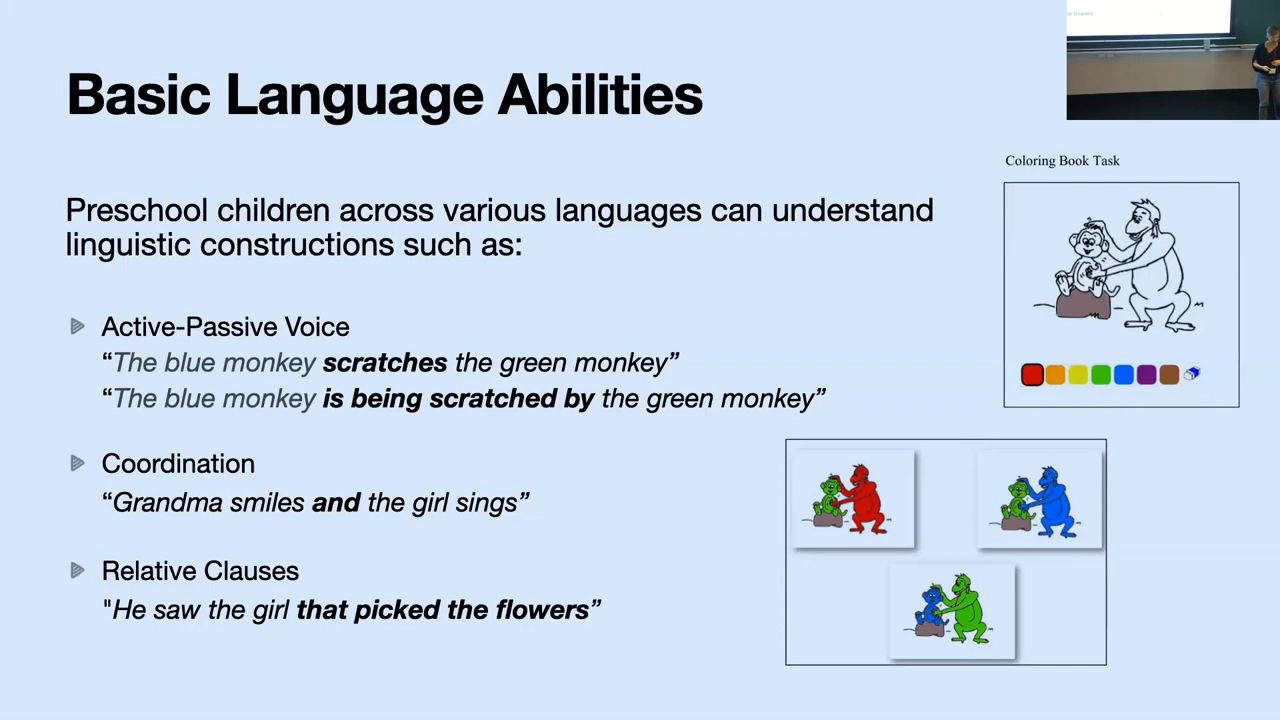 Basic Language Abilities
Coloring Book Task
Preschool children across various languages can understand
linguistic constructions such as:
Active-Passive Voice
“The blue monkey scratches the green monkey”
“The blue monkey is being scratched by the green monkey”
Coordination
“Grandma smiles and the girl sings”
Relative Clauses
"He saw the girl that picked the flowers”